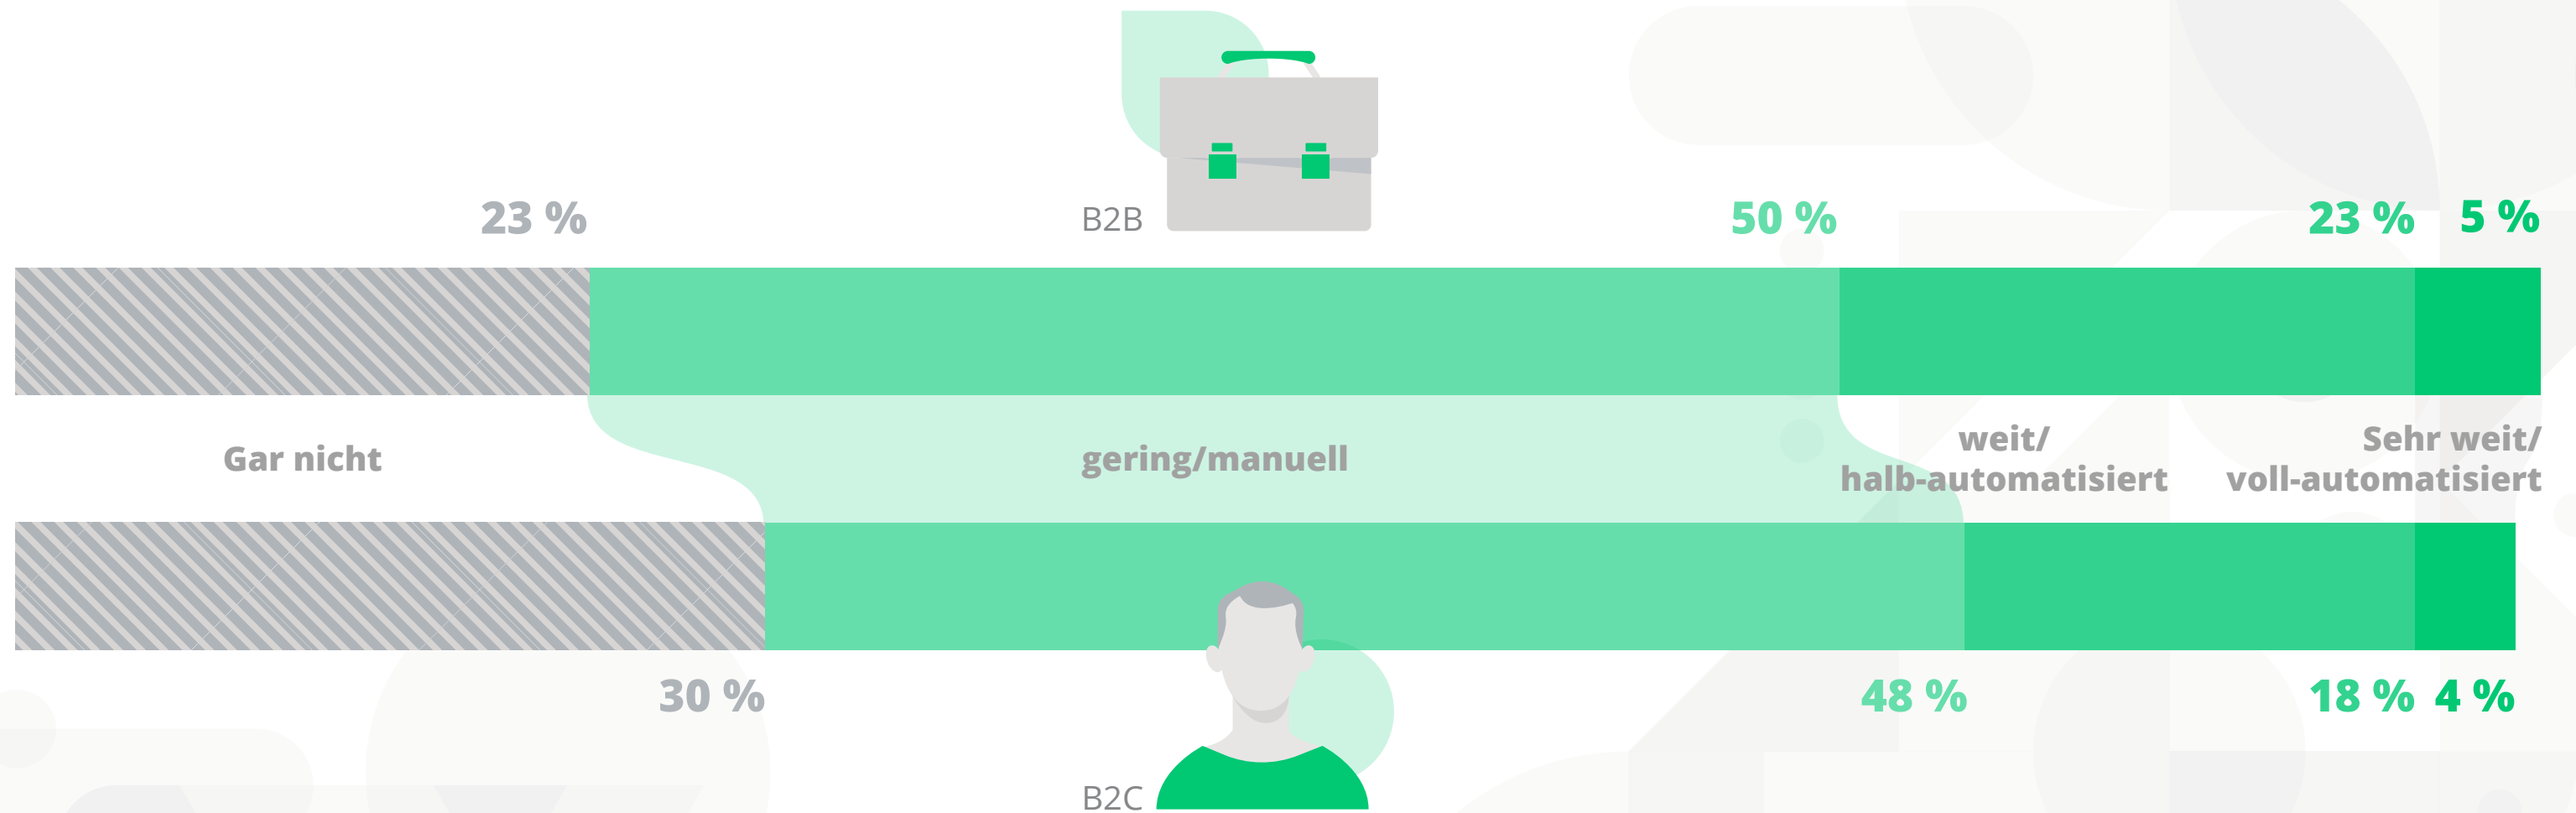 B2B
23 %
50 %
23 %
5 %
Gar nicht
gering/manuell
weit/
halb-automatisiert
Sehr weit/
voll-automatisiert
30 %
48 %
18 %
4 %
B2C